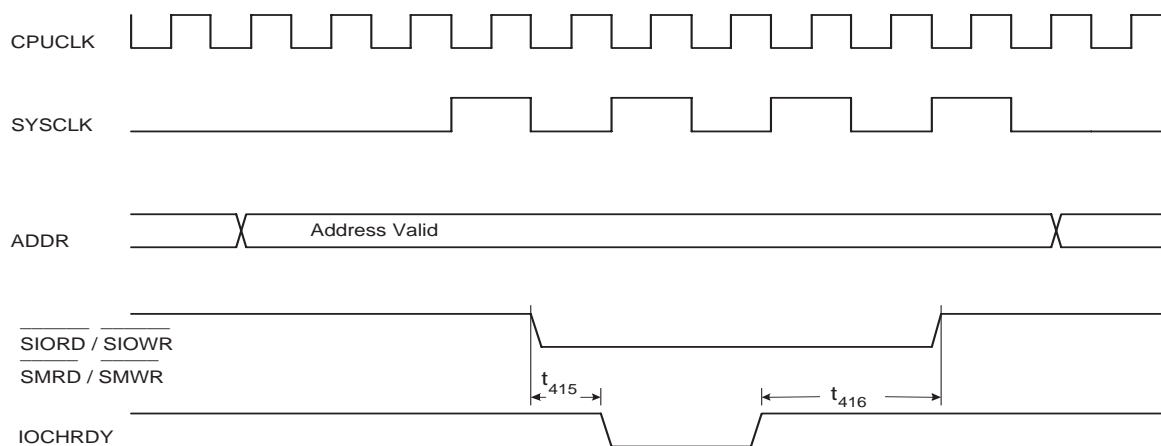 CPUCLK
SYSCLK
ADDR
Address Valid
SIORD / SIOWR
SMRD / SMWR
t415
t416
IOCHRDY